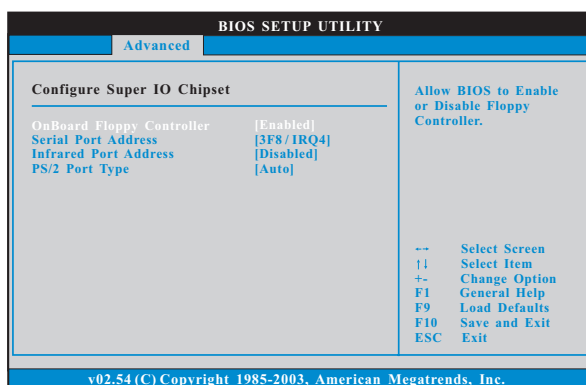 BIOS SETUP UTILITY
Advanced
Configure Super IO Chipset
OnBoard Floppy Controller [Enabled]
Serial Port Address [3F8 / IRQ4]
Infrared Port Address [Disabled]
PS/2 Port Type [Auto]
Allow BIOS to Enable
or Disable Floppy
Controller.
←→ Select Screen
↑↓ Select Item
+- Change Option
F1 General Help
F9 Load Defaults
F10 Save and Exit
ESC Exit
v02.54 (C) Copyright 1985-2003, American Megatrends, Inc.